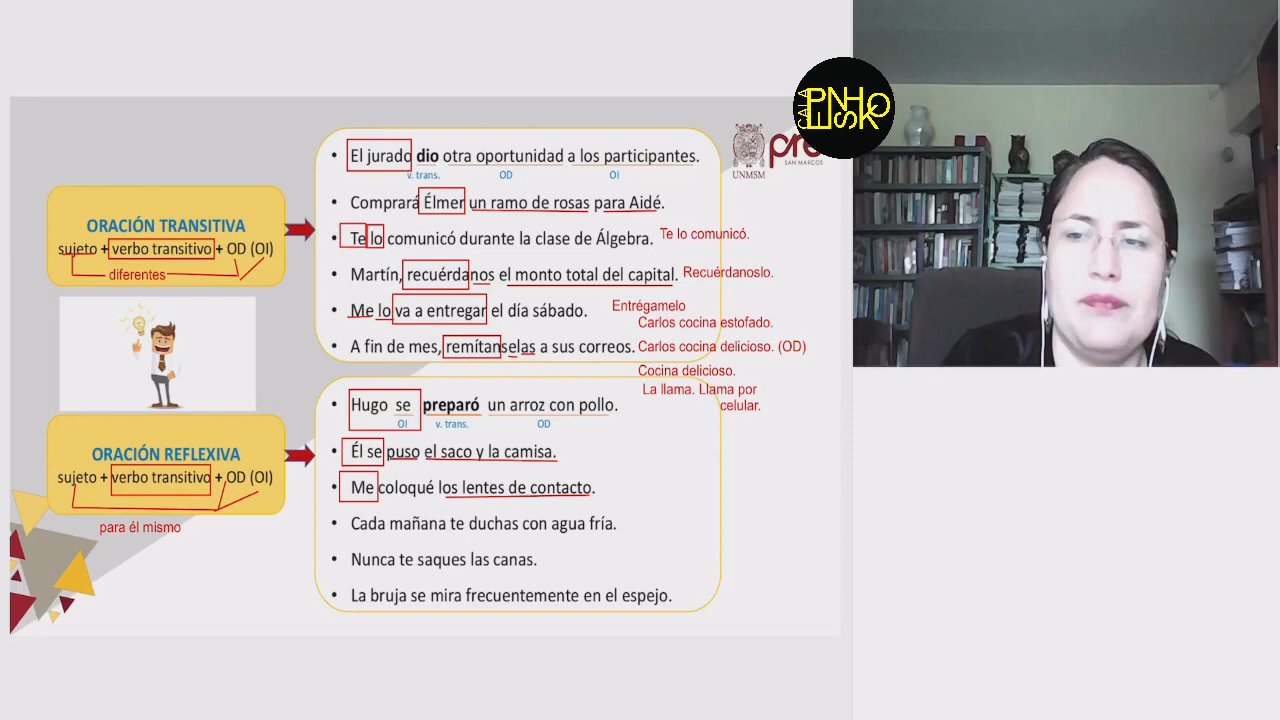 CALA
PENHOSKO
pre
SAN MARCOS
UNMSM
ORACIÓN TRANSITIVA
sujeto + verbo transitivo + OD (OI)
diferentes
• El jurado dio otra oportunidad a los participantes.
v. trans. OD OI
• Comprará Élmer un ramo de rosas para Aidé.
• Te lo comunicó durante la clase de Álgebra. Te lo comunicó.
• Martín, recuérdanos el monto total del capital. Recuérdanoslo.
• Me lo va a entregar el día sábado. Entrégamelo
Carlos cocina estofado.
• A fin de mes, remítanselas a sus correos. Carlos cocina delicioso. (OD)
Cocina delicioso.
La llama. Llama por
celular.
ORACIÓN REFLEXIVA
sujeto + verbo transitivo + OD (OI)
para él mismo
• Hugo se preparó un arroz con pollo.
OI v. trans. OD
• Él se puso el saco y la camisa.
• Me coloqué los lentes de contacto.
• Cada mañana te duchas con agua fría.
• Nunca te saques las canas.
• La bruja se mira frecuentemente en el espejo.